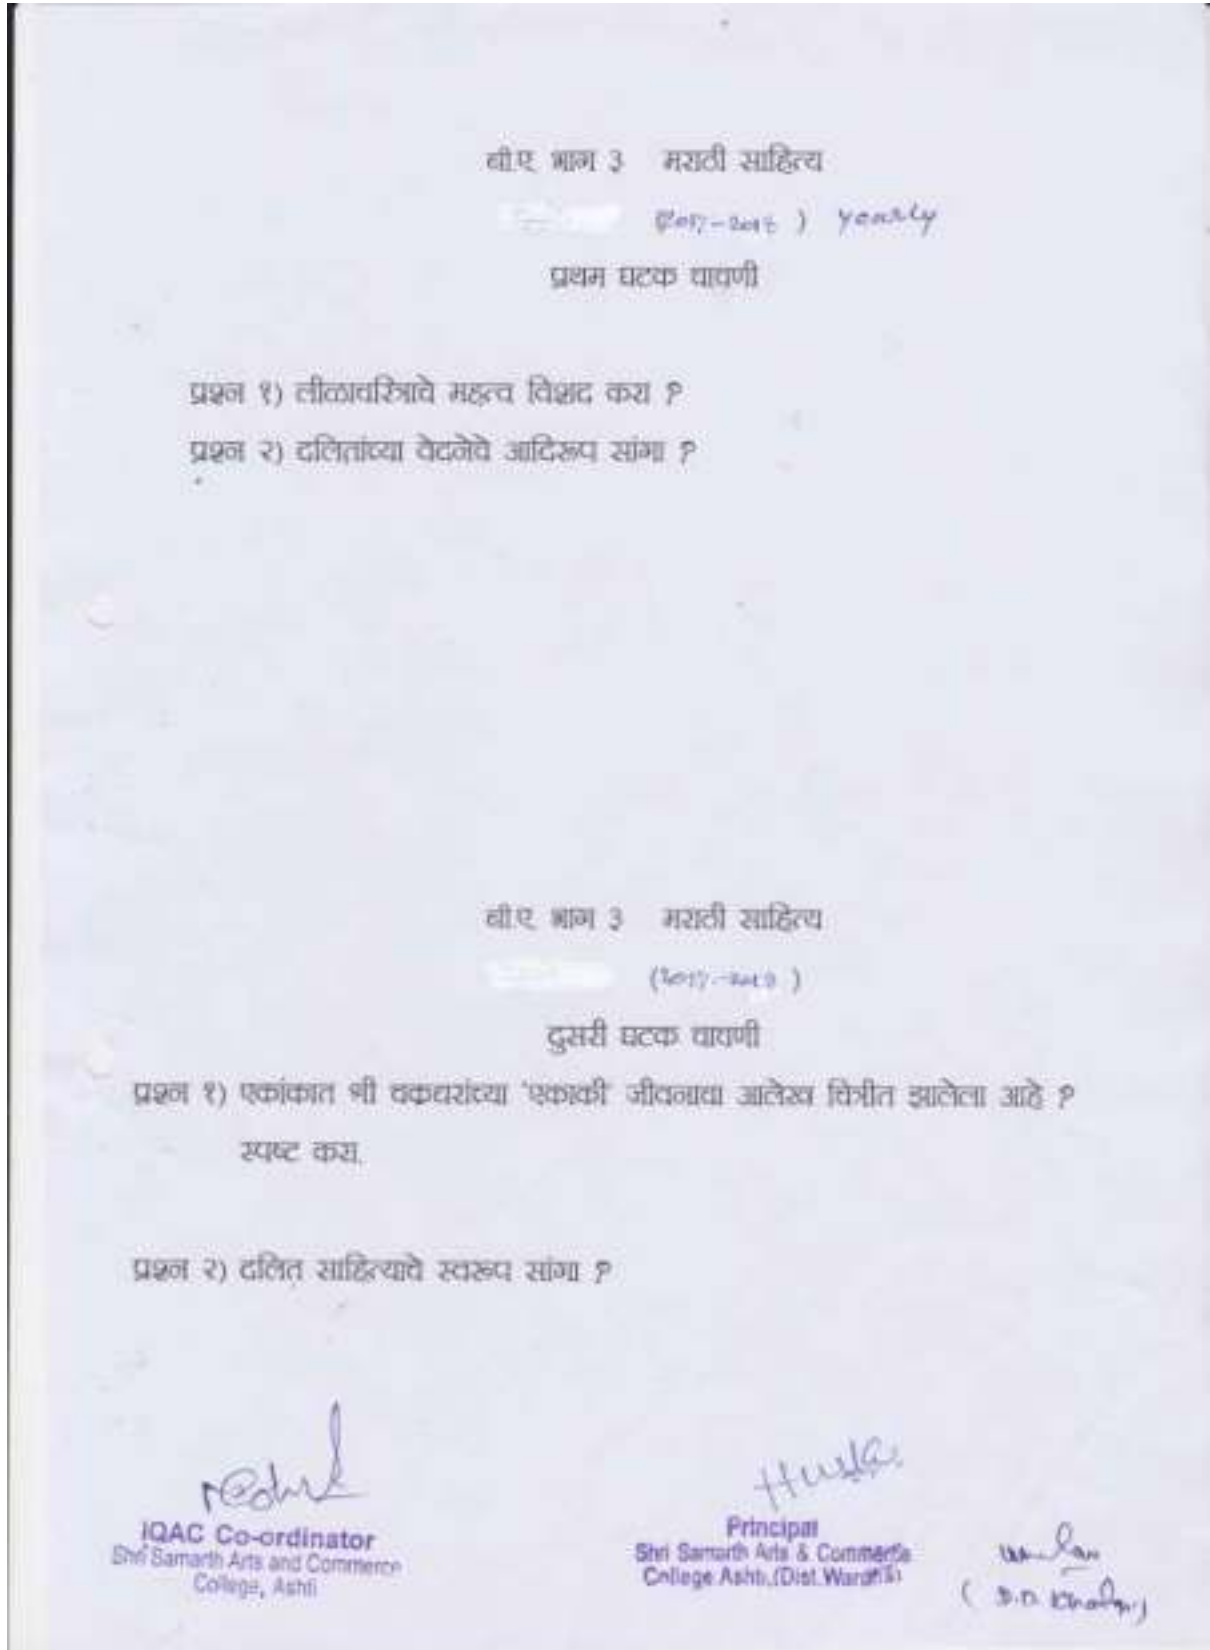 बी.ए. भाग ३ मराठी साहित्य
(2017-2018) yearly
प्रथम घटक चाचणी
प्रश्न १) लीळाचरित्राचे महत्व विशद करा ?
प्रश्न २) दलितांच्या वेदनेचे आदिरूप सांगा ?
बी.ए. भाग ३ मराठी साहित्य
(2017-2018)
दुसरी घटक चाचणी
प्रश्न १) एकांकात श्री चक्रधरांच्या 'एकाकी' जीवनाचा आलेख चित्रीत झालेला आहे ?
स्पष्ट करा.
प्रश्न २) दलित साहित्याचे स्वरूप सांगा ?
IQAC Co-ordinator
Shri Samarth Arts and Commerce
College, Ashti
Principal
Shri Samarth Arts & Commerce
College Ashti,(Dist.Wardha)